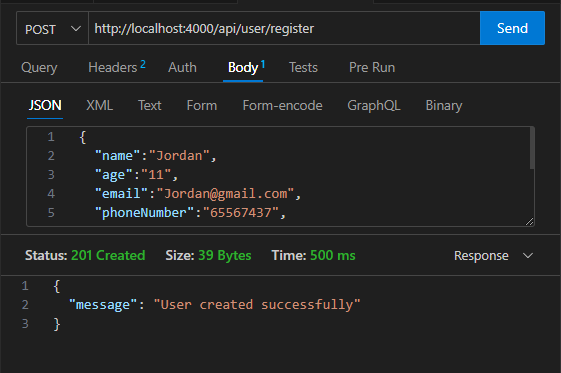 POST http://localhost:4000/api/user/register Send
Query Headers 2 Auth Body 1 Tests Pre Run
JSON XML Text Form Form-encode GraphQL Binary
1 {
2 "name":"Jordan",
3 "age":"11",
4 "email":"Jordan@gmail.com",
5 "phoneNumber":"65567437",
Status: 201 Created Size: 39 Bytes Time: 500 ms Response
1 {
2 "message": "User created successfully"
3 }